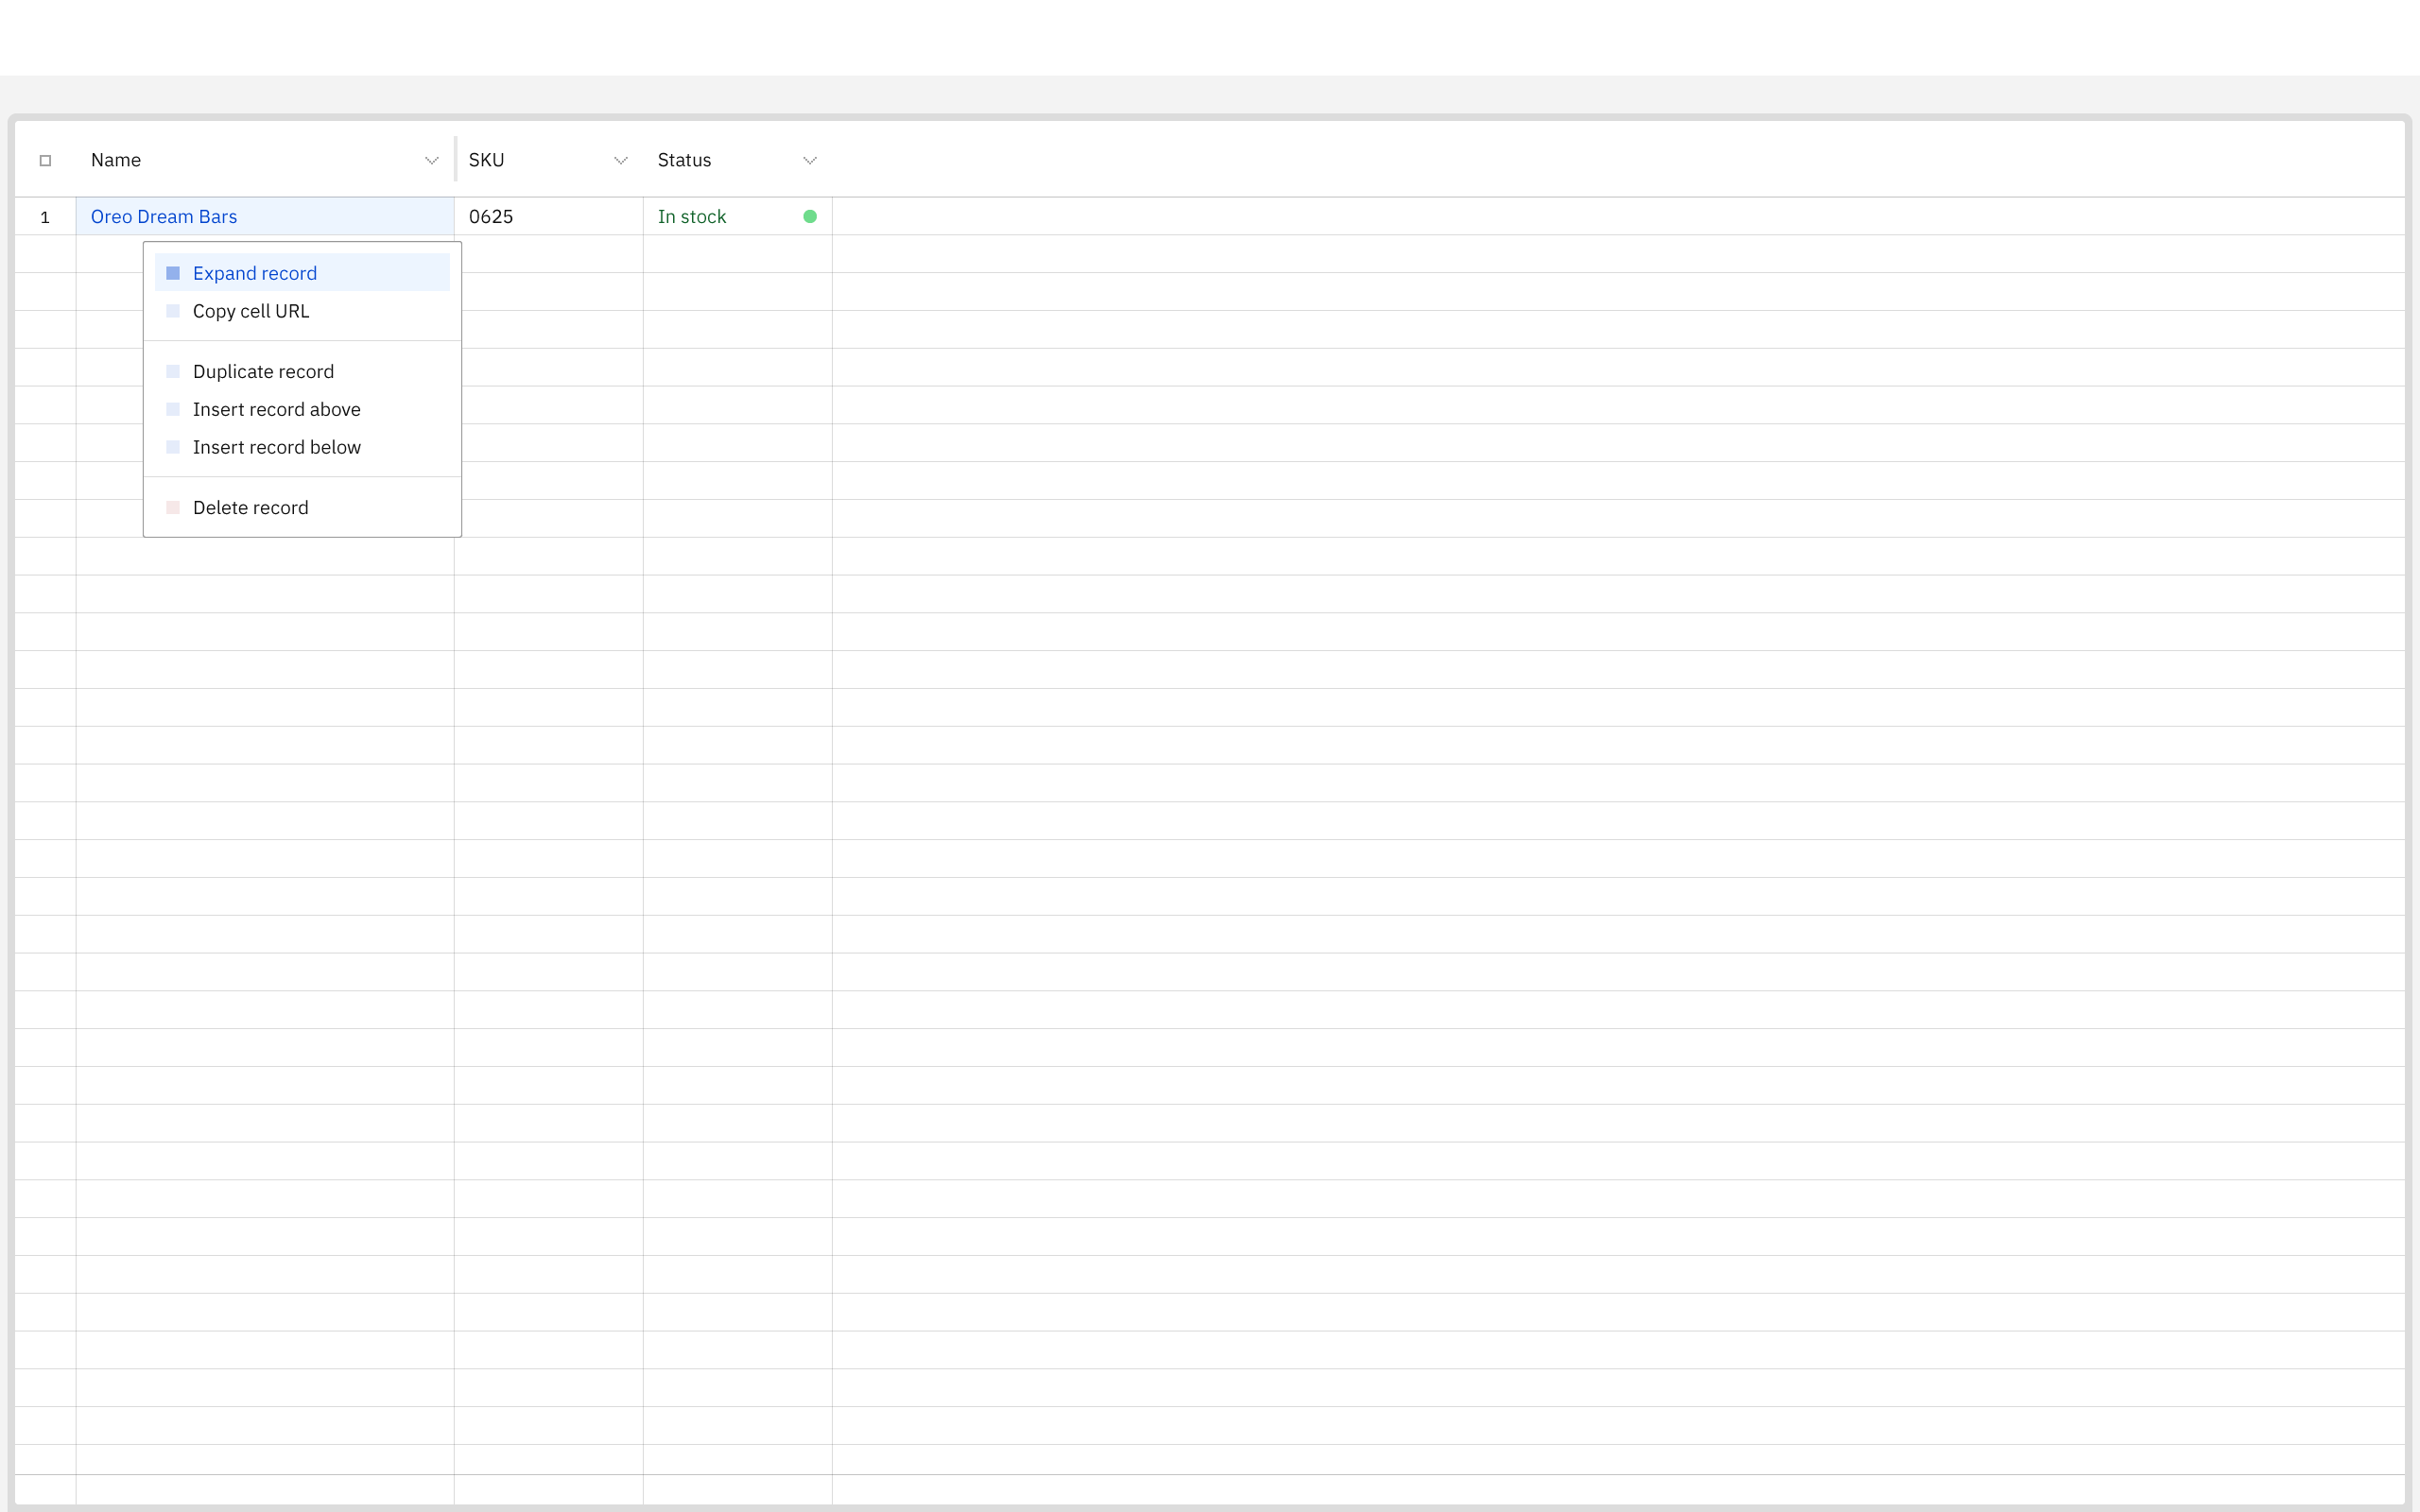 Name SKU Status
1 Oreo Dream Bars 0625 In stock
Expand record
Copy cell URL
Duplicate record
Insert record above
Insert record below
Delete record